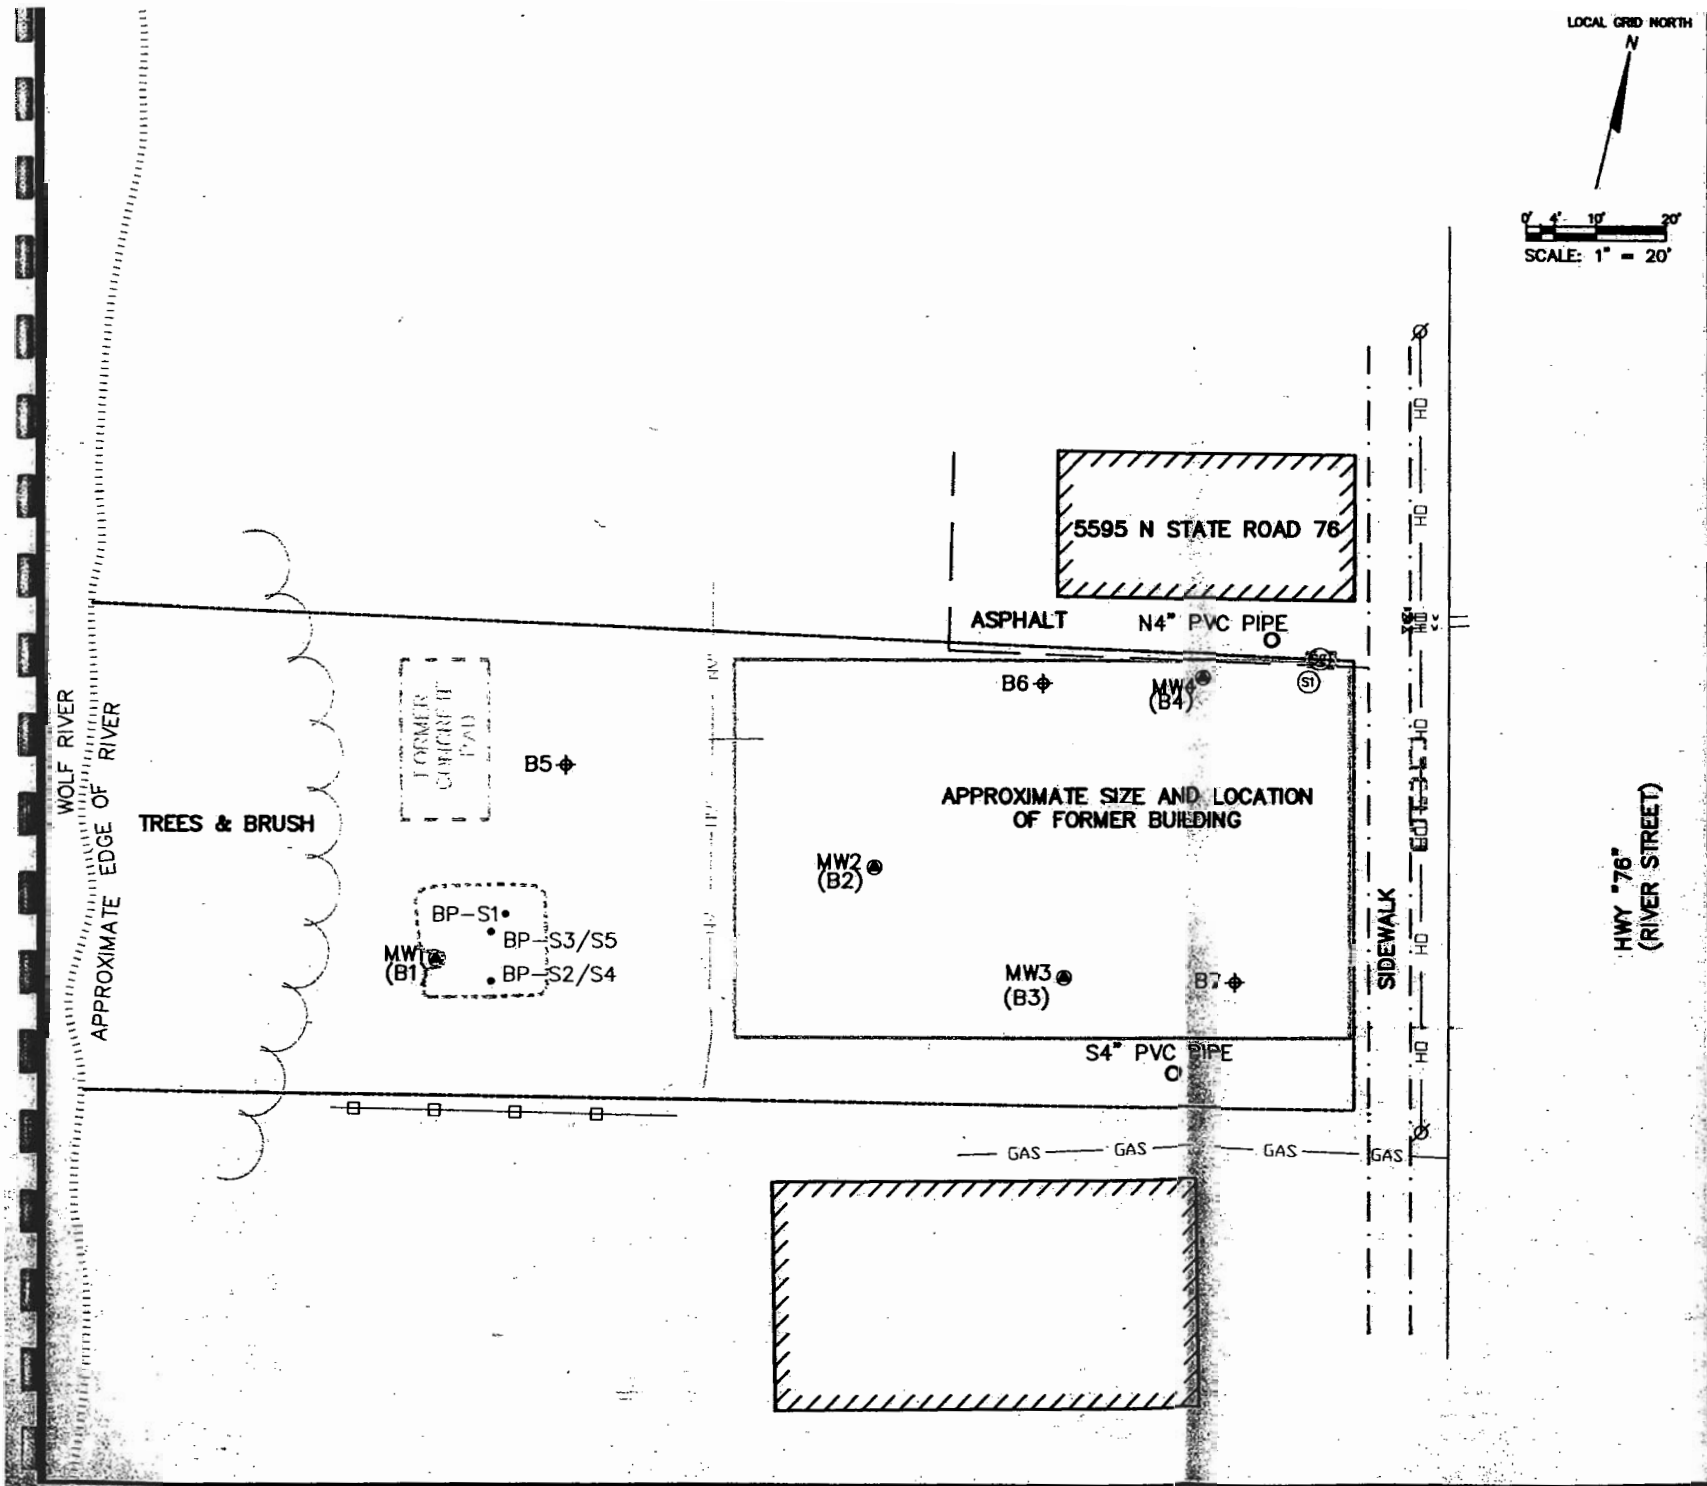 LOCAL GRID NORTH
N
0' 4' 10' 20'
SCALE: 1" = 20'
5595 N STATE ROAD 76
ASPHALT
N4" PVC PIPE
S1
B6
MW4
(B4)
FORMER
CONCRETE
PAD
B5
WOLF RIVER
APPROXIMATE EDGE OF RIVER
TREES & BRUSH
APPROXIMATE SIZE AND LOCATION
OF FORMER BUILDING
MW2
(B2)
BP-S1
BP-S3/S5
BP-S2/S4
MW1
(B1)
MW3
(B3)
B7
SIDEWALK
HWY "76"
(RIVER STREET)
OH
OH
OH
OH
OH
OH
S4" PVC PIPE
GAS
GAS
GAS
GAS